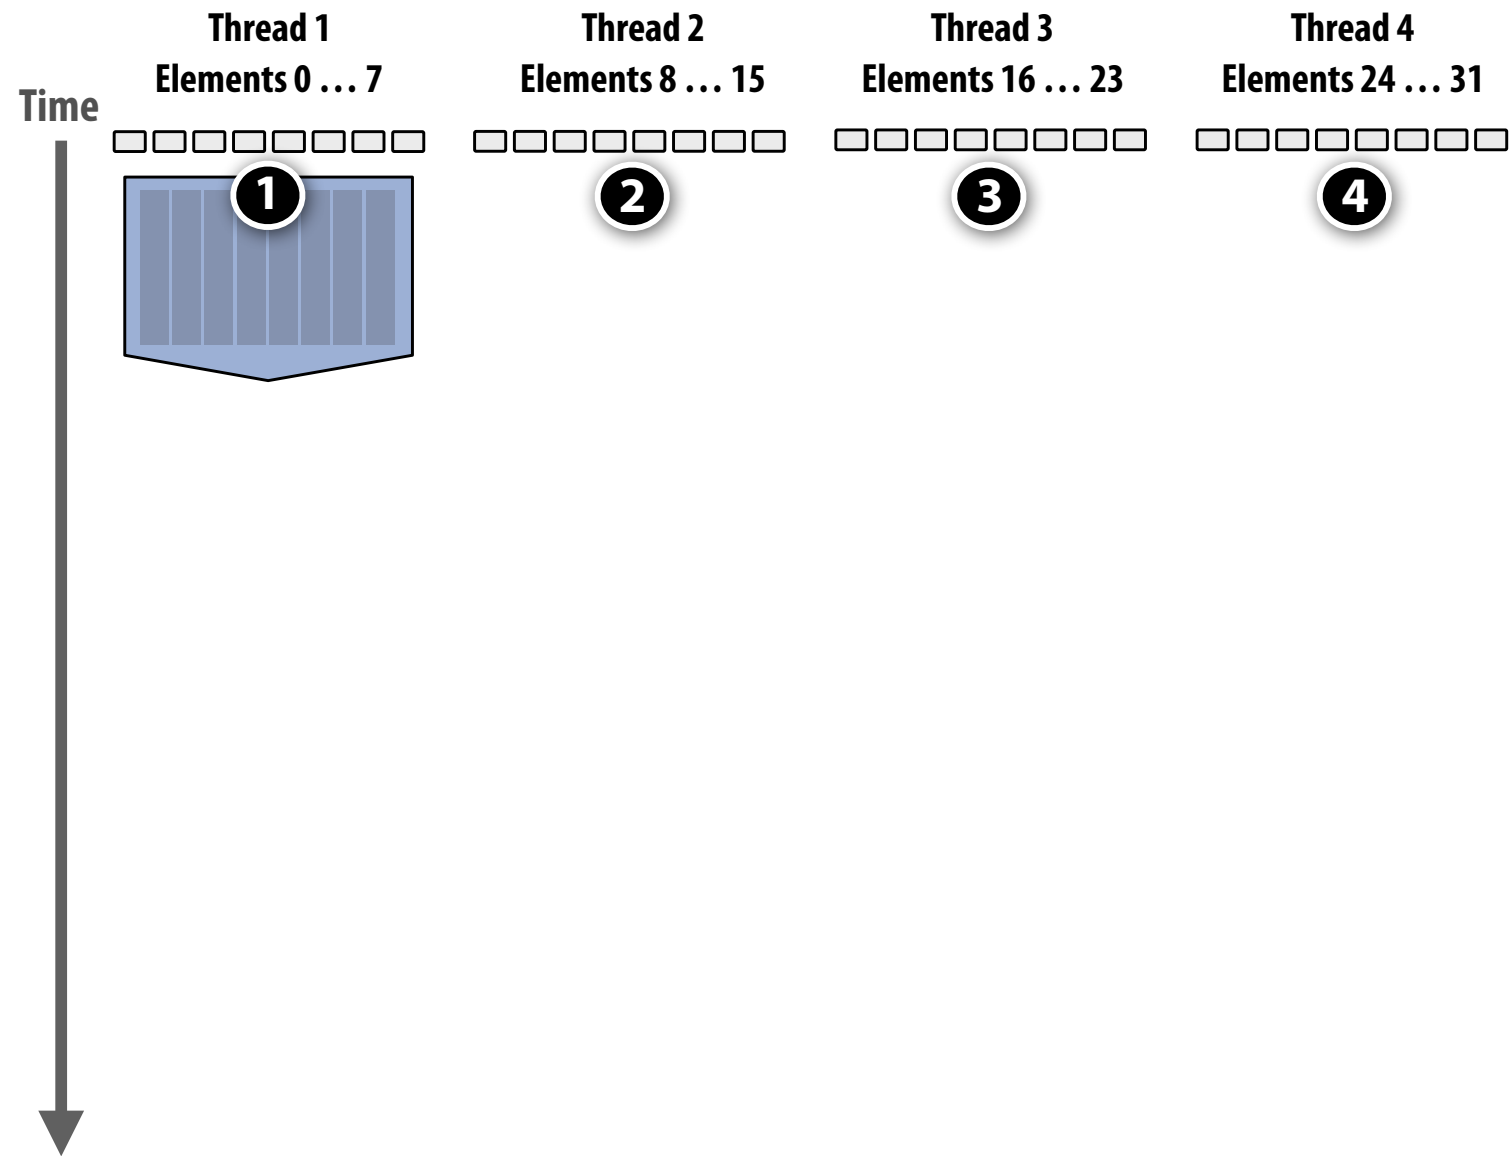 Thread 1
Elements 0 … 7
Thread 2
Elements 8 … 15
Thread 3
Elements 16 … 23
Thread 4
Elements 24 … 31
Time
1
2
3
4